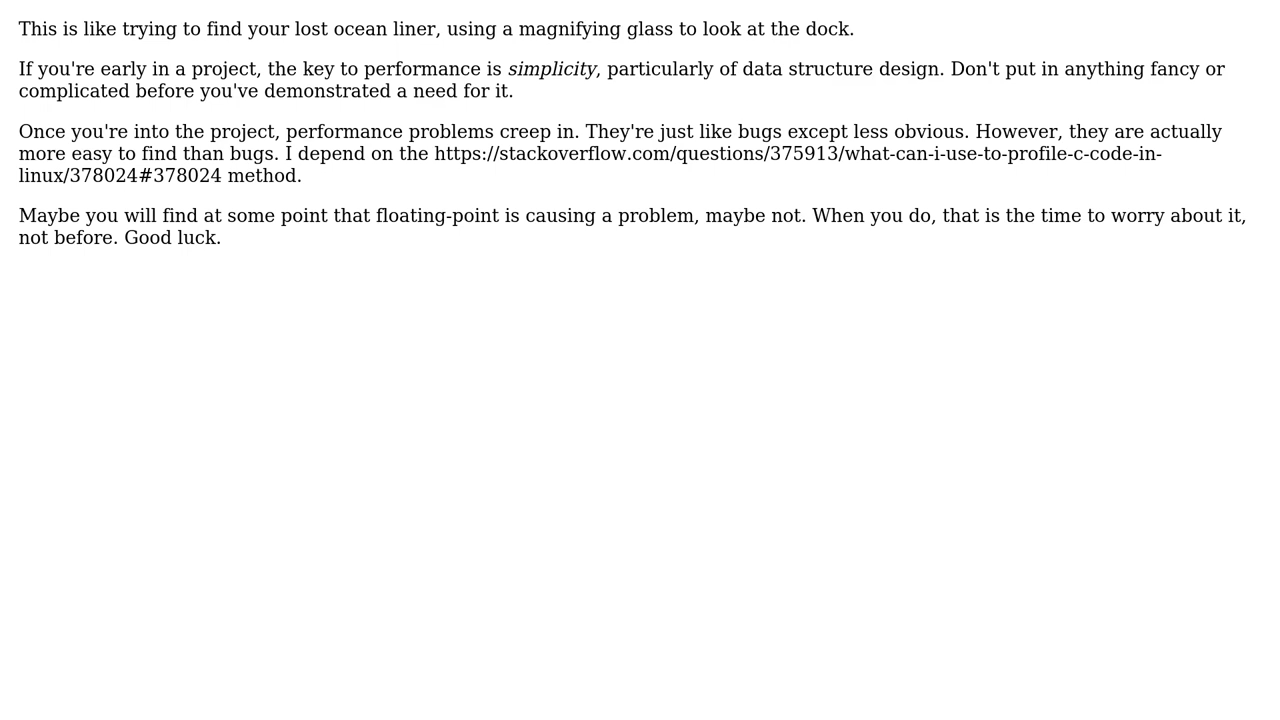 This is like trying to find your lost ocean liner, using a magnifying glass to look at the dock.
If you're early in a project, the key to performance is simplicity, particularly of data structure design. Don't put in anything fancy or
complicated before you've demonstrated a need for it.
Once you're into the project, performance problems creep in. They're just like bugs except less obvious. However, they are actually
more easy to find than bugs. I depend on the https://stackoverflow.com/questions/375913/what-can-i-use-to-profile-c-code-in-
linux/378024#378024 method.
Maybe you will find at some point that floating-point is causing a problem, maybe not. When you do, that is the time to worry about it,
not before. Good luck.